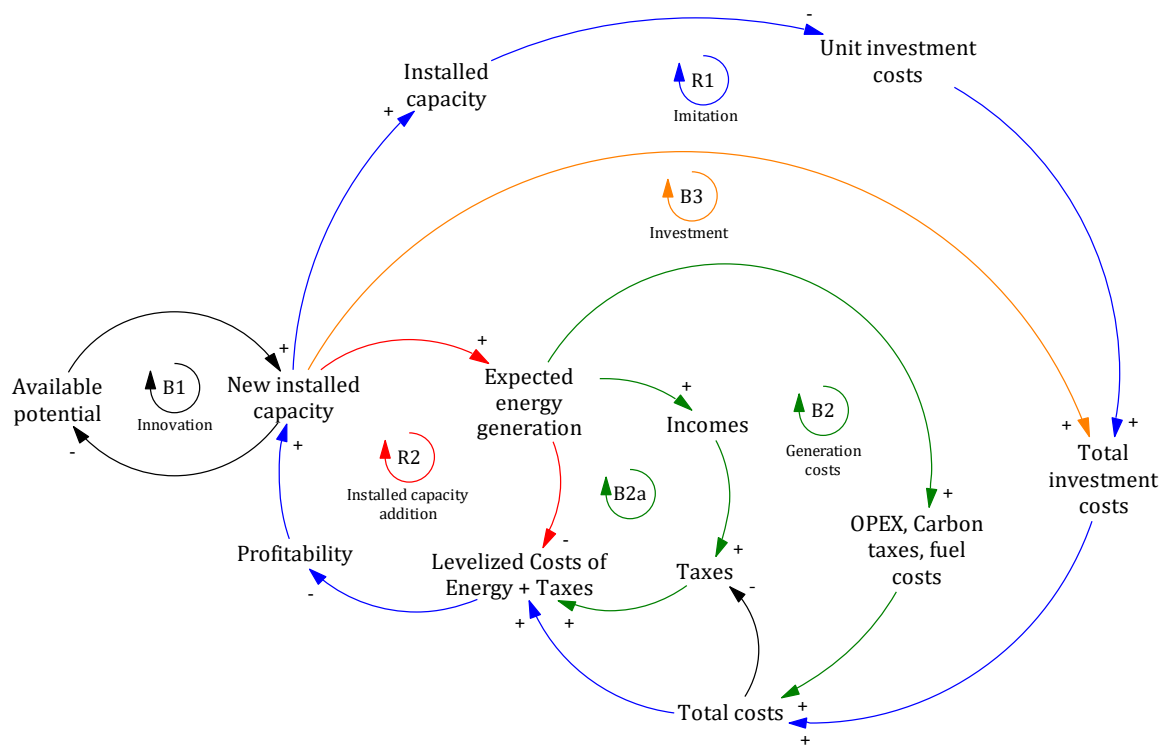 -
Unit investment
costs
Installed
capacity
R1
+
Imitation
B3
Investment
+
+
Available
potential
B1
Innovation
New installed
capacity
Expected
energy
generation
+
B2
Incomes
+
+
-
+
Generation
costs
Total
investment
costs
R2
Installed capacity
addition
B2a
+
OPEX, Carbon
taxes, fuel
costs
Profitability
-
+
Levelized Costs of
Energy + Taxes
Taxes
-
-
+
+
Total costs
+
+